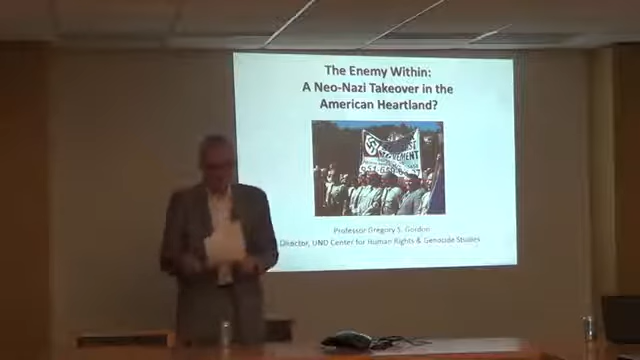 The Enemy Within:
A Neo-Nazi Takeover in the
American Heartland?
MOVEMENT
Professor Gregory S. Gordon
Director, UND Center for Human Rights & Genocide Studies